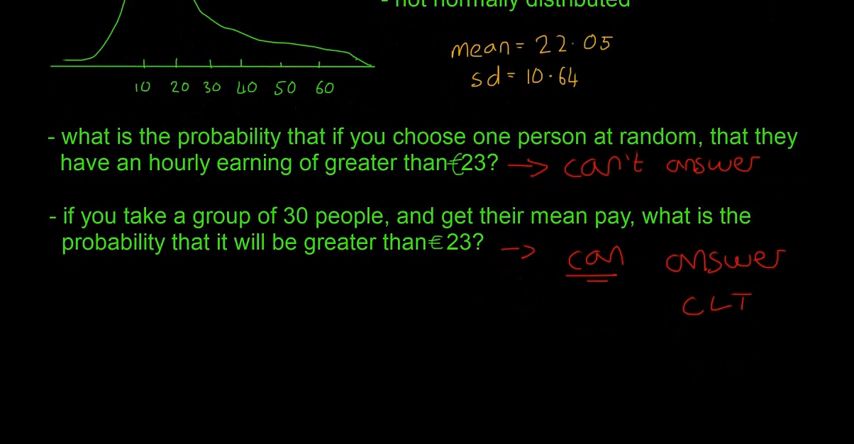 - not normally distributed
mean = 22.05
sd = 10.64
10 20 30 40 50 60
- what is the probability that if you choose one person at random, that they
have an hourly earning of greater than €23? → can't answer
- if you take a group of 30 people, and get their mean pay, what is the
probability that it will be greater than €23? → can answer
CLT